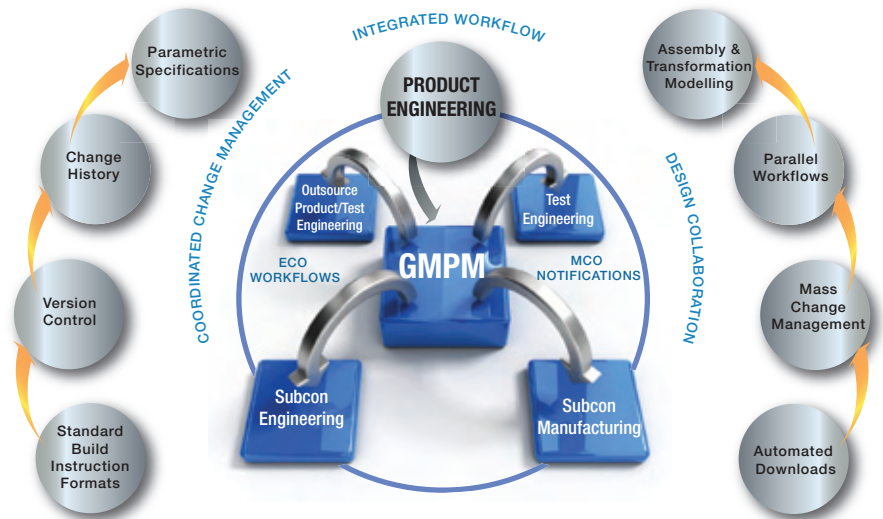 INTEGRATED WORKFLOW
COORDINATED CHANGE MANAGEMENT
DESIGN COLLABORATION
Parametric
Specifications
Change
History
Version
Control
Standard
Build
Instruction
Formats
PRODUCT
ENGINEERING
Outsource
Product/Test
Engineering
Test
Engineering
ECO
WORKFLOWS
GMPM
MCO
NOTIFICATIONS
Subcon
Engineering
Subcon
Manufacturing
Assembly &
Transformation
Modelling
Parallel
Workflows
Mass
Change
Management
Automated
Downloads